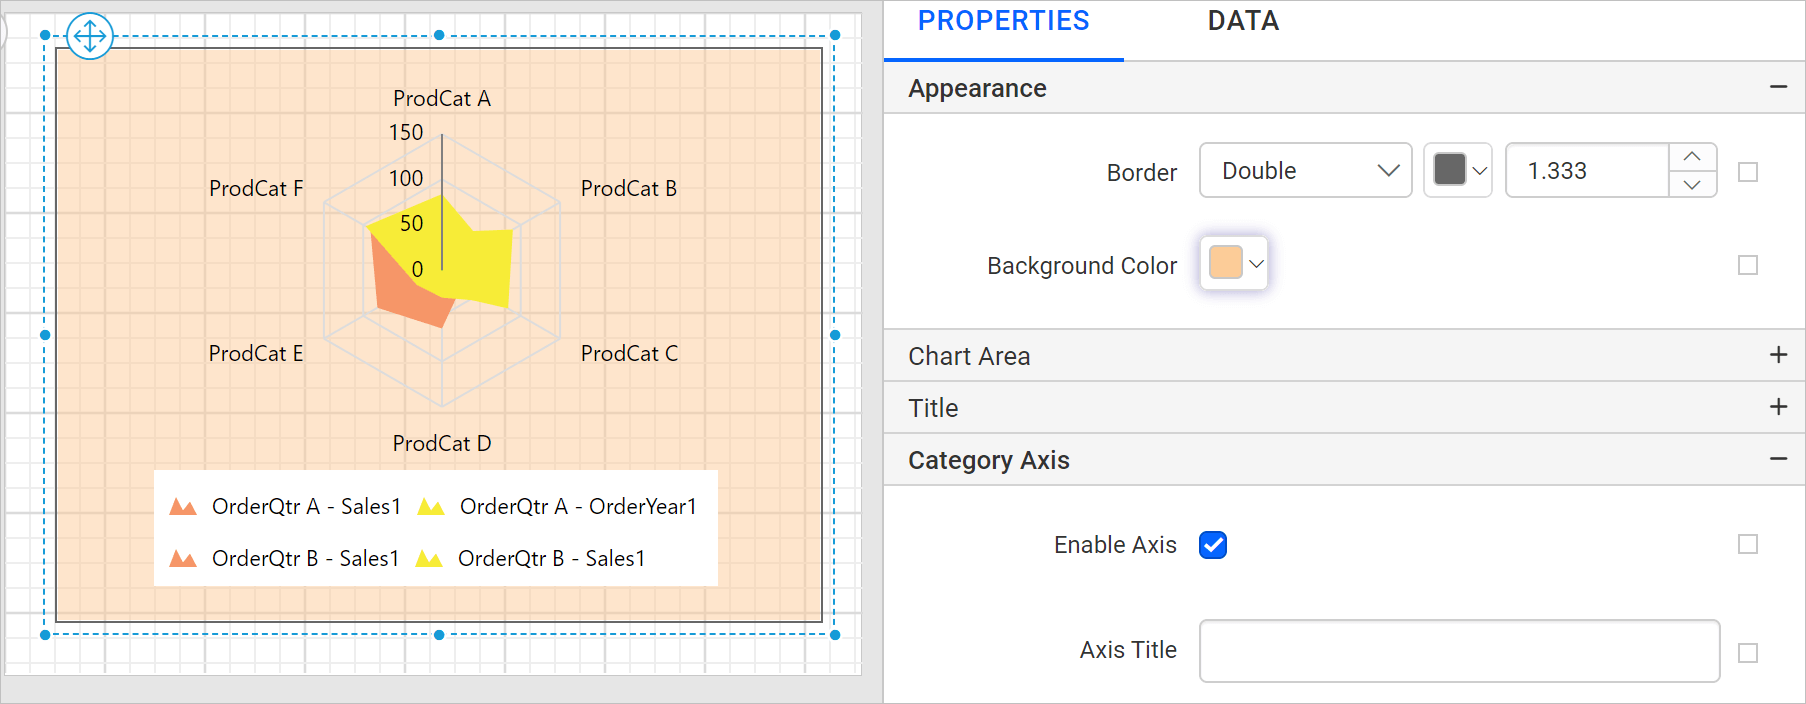 PROPERTIES DATA
Appearance
Border Double 1.333
Background Color
Chart Area
Title
Category Axis
Enable Axis
Axis Title
ProdCat A
150
100
50
0
ProdCat F ProdCat B
ProdCat E ProdCat C
ProdCat D
OrderQtr A - Sales1 OrderQtr A - OrderYear1
OrderQtr B - Sales1 OrderQtr B - Sales1